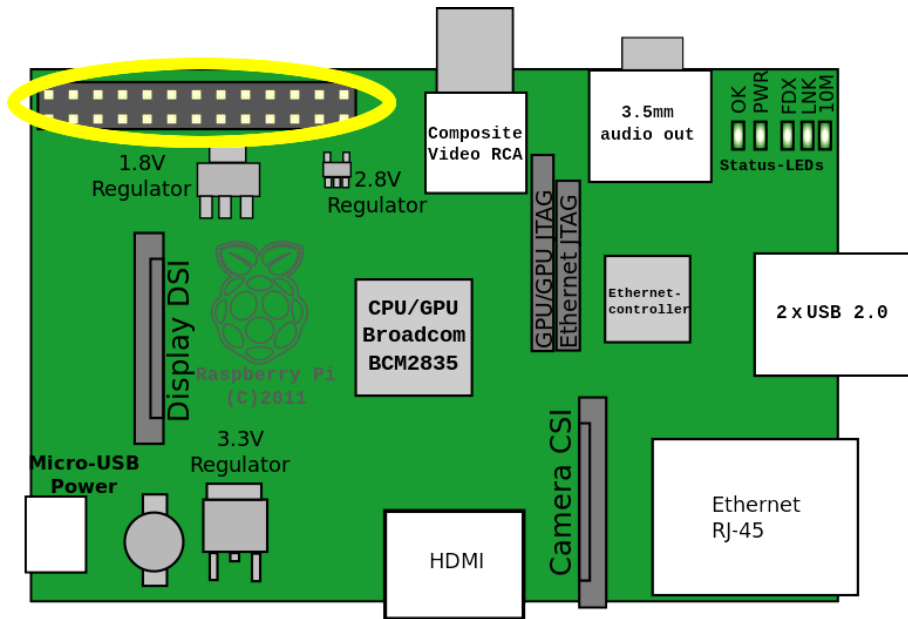 Composite
Video RCA
3.5mm
audio out
OK
PWR
FDX
LNK
10M
Status-LEDs
1.8V
Regulator
2.8V
Regulator
GPU/GPU JTAG
Ethernet JTAG
Display DSI
CPU/GPU
Broadcom
BCM2835
Ethernet-
controller
2xUSB 2.0
Raspberry Pi
(C)2011
3.3V
Regulator
Micro-USB
Power
HDMI
Camera CSI
Ethernet
RJ-45